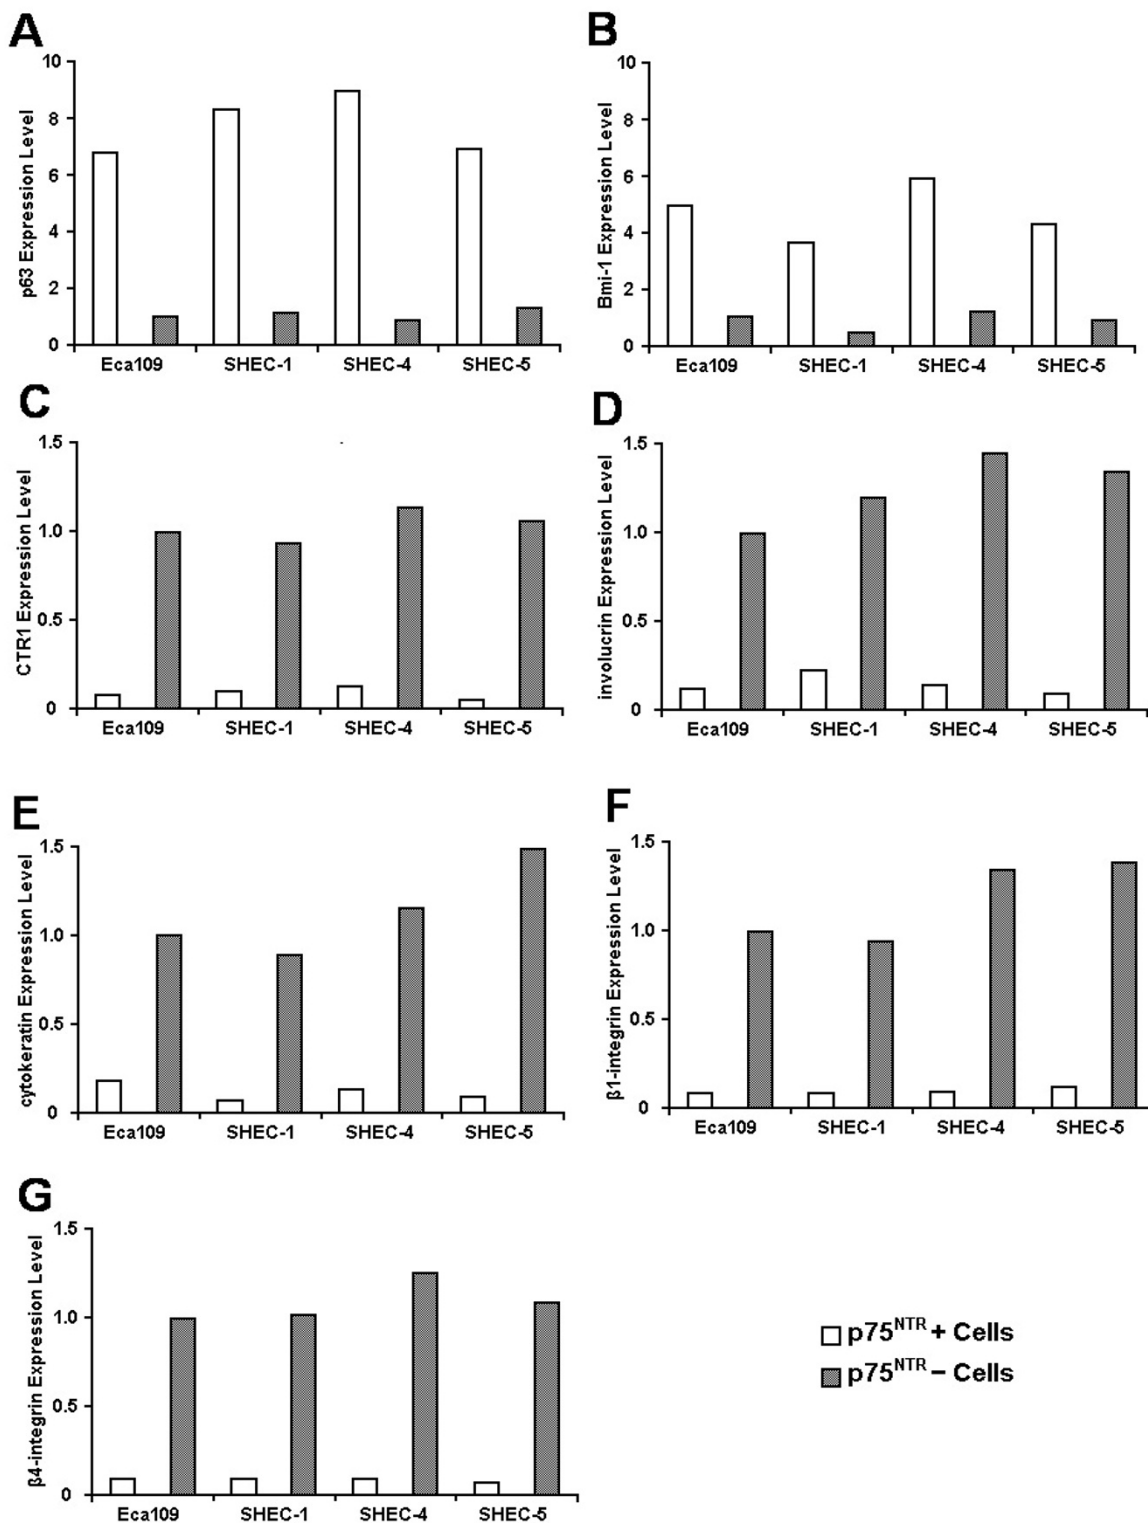 A
p63 Expression Level
10
8
6
4
2
0
Eca109 SHEC-1 SHEC-4 SHEC-5
B
Bmi-1 Expression Level
10
8
6
4
2
0
Eca109 SHEC-1 SHEC-4 SHEC-5
C
CTR1 Expression Level
1.5
1.0
0.5
0
Eca109 SHEC-1 SHEC-4 SHEC-5
D
involucrin Expression Level
1.5
1.0
0.5
0
Eca109 SHEC-1 SHEC-4 SHEC-5
E
cytokeratin Expression Level
1.5
1.0
0.5
0
Eca109 SHEC-1 SHEC-4 SHEC-5
F
β1-integrin Expression Level
1.5
1.0
0.5
0
Eca109 SHEC-1 SHEC-4 SHEC-5
G
β4-integrin Expression Level
1.5
1.0
0.5
0
Eca109 SHEC-1 SHEC-4 SHEC-5
p75NTR + Cells
p75NTR − Cells